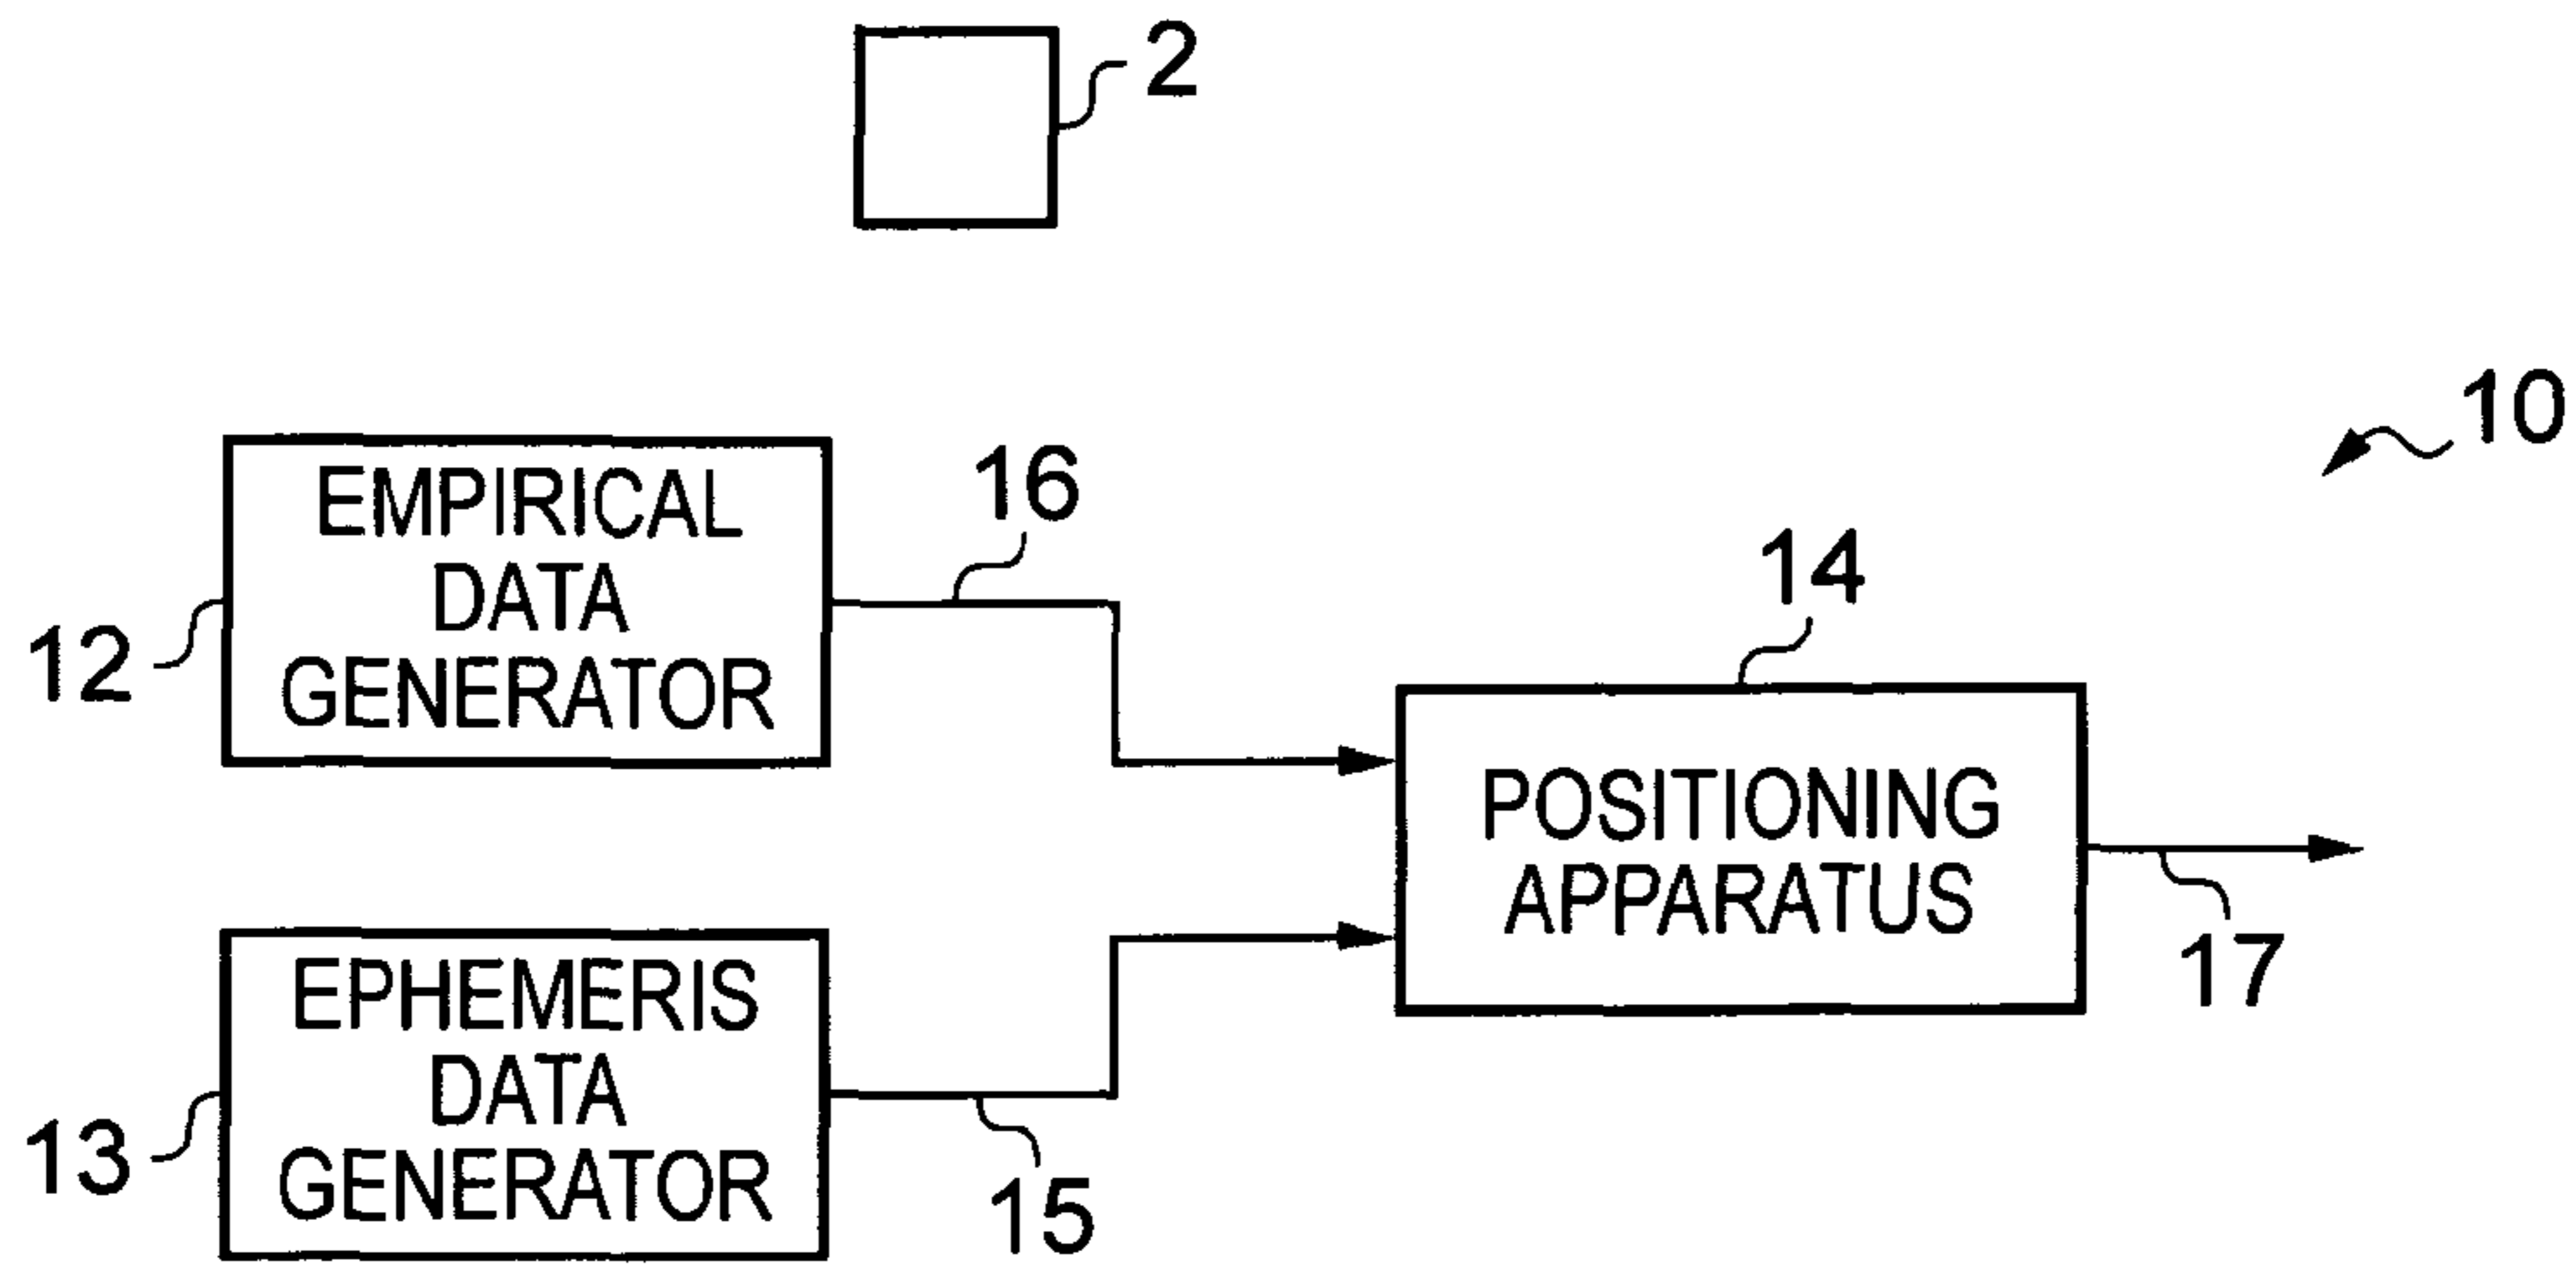 2
10
EMPIRICAL
DATA
GENERATOR
12
16
14
POSITIONING
APPARATUS
17
EPHEMERIS
DATA
GENERATOR
13
15